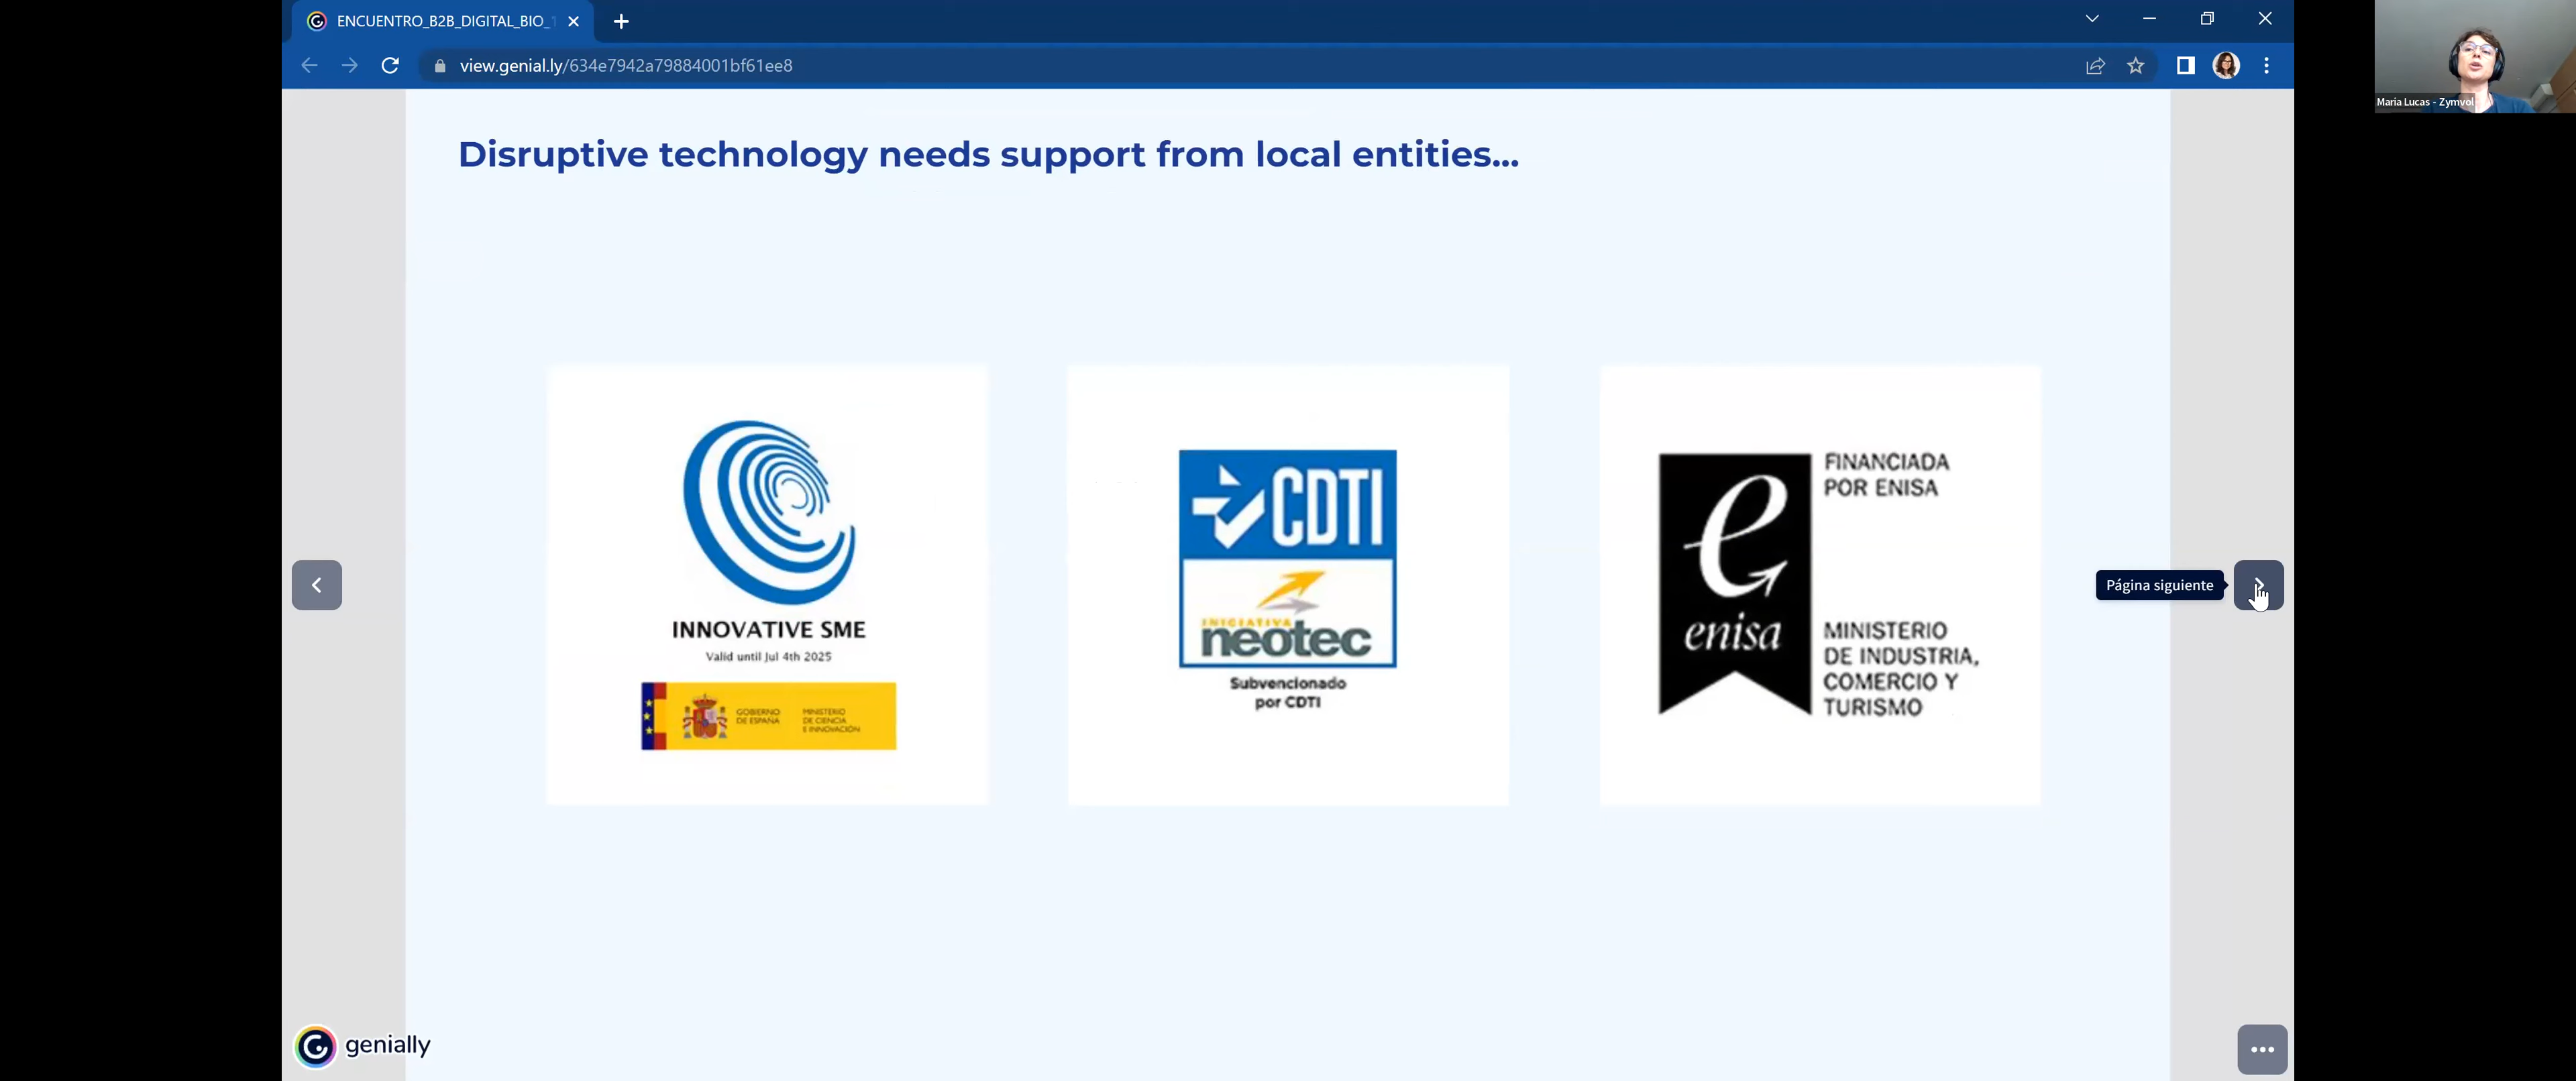 ENCUENTRO_B2B_DIGITAL_BIO_
view.genial.ly/634e7942a79884001bf61ee8
Maria Lucas - Zymvol
Disruptive technology needs support from local entities...
INNOVATIVE SME
Valid until Jul 4th 2025
GOBIERNO
DE ESPAÑA
MINISTERIO
DE CIENCIA
E INNOVACIÓN
CDTI
INICIATIVA
neotec
Subvencionado
por CDTI
e
enisa
FINANCIADA
POR ENISA
MINISTERIO
DE INDUSTRIA,
COMERCIO Y
TURISMO
Página siguiente
genially